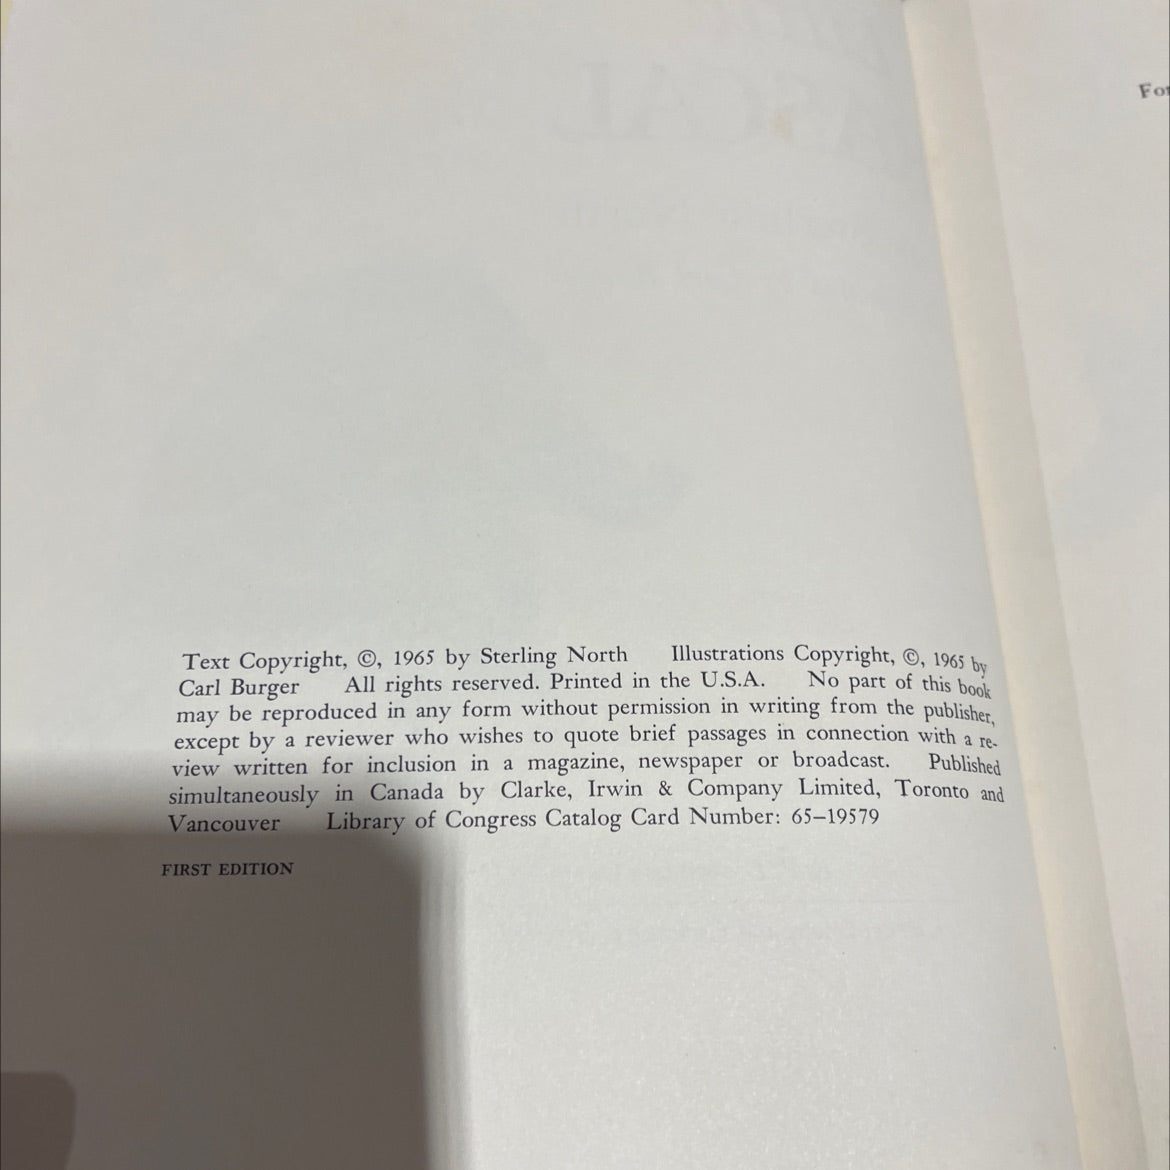 For
Text Copyright, ©, 1965 by Sterling North Illustrations Copyright, ©, 1965 by
Carl Burger All rights reserved. Printed in the U.S.A. No part of this book
may be reproduced in any form without permission in writing from the publisher,
except by a reviewer who wishes to quote brief passages in connection with a re-
view written for inclusion in a magazine, newspaper or broadcast. Published
simultaneously in Canada by Clarke, Irwin & Company Limited, Toronto and
Vancouver Library of Congress Catalog Card Number: 65–19579
FIRST EDITION